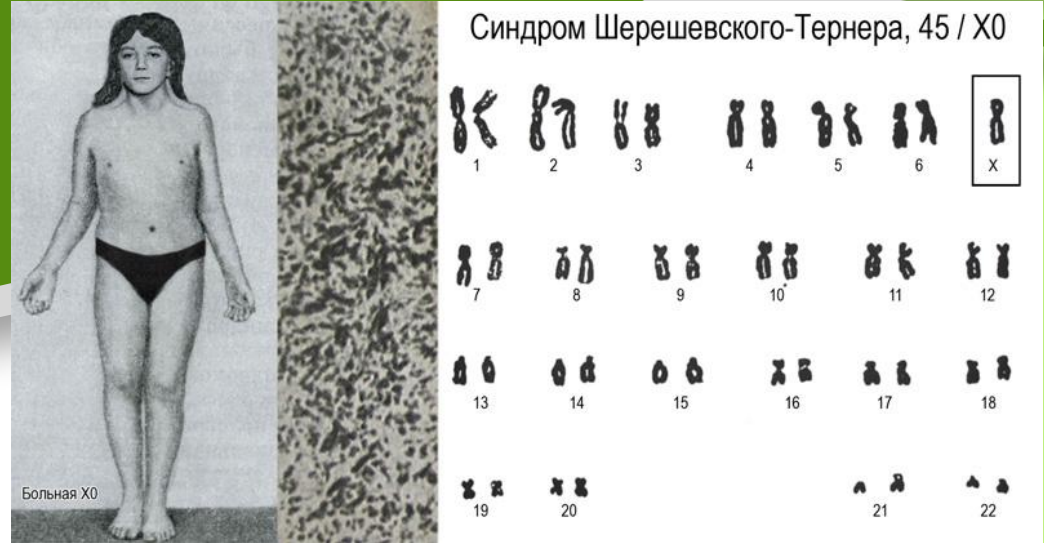 Синдром Шерешевского-Тернера, 45 / X0
1 2 3 4 5 6 X
7 8 9 10 11 12
13 14 15 16 17 18
19 20 21 22
Больная X0